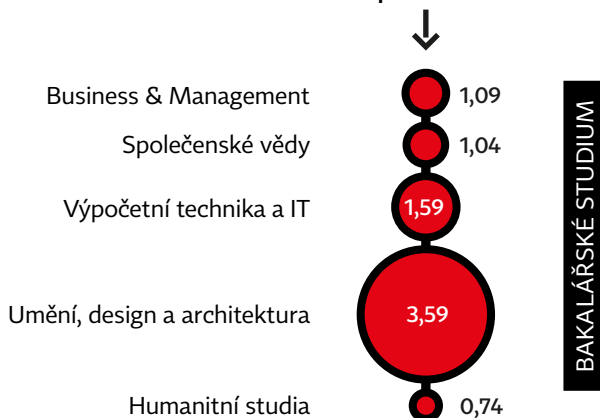 Business & Management 1,09
Společenské vědy 1,04
Výpočetní technika a IT 1,59
Umění, design a architektura 3,59
Humanitní studia 0,74
BAKALÁŘSKÉ STUDIUM